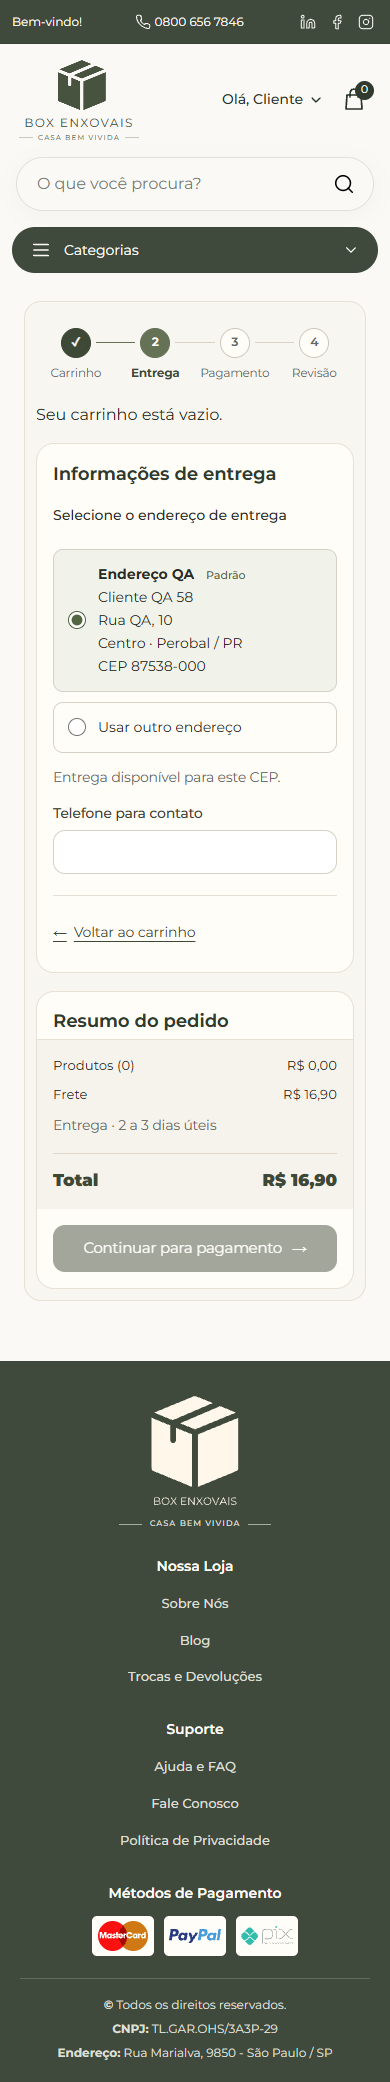 Bem-vindo!
0800 656 7846
BOX ENXOVAIS
CASA BEM VIVIDA
Olá, Cliente
0
O que você procura?
Categorias
2
3
4
Carrinho
Entrega
Pagamento
Revisão
Seu carrinho está vazio.
Informações de entrega
Selecione o endereço de entrega
Endereço QA Padrão
Cliente QA 58
Rua QA, 10
Centro · Perobal / PR
CEP 87538-000
Usar outro endereço
Entrega disponível para este CEP.
Telefone para contato
← Voltar ao carrinho
Resumo do pedido
Produtos (0) R$ 0,00
Frete R$ 16,90
Entrega · 2 a 3 dias úteis
Total R$ 16,90
Continuar para pagamento →
BOX ENXOVAIS
CASA BEM VIVIDA
Nossa Loja
Sobre Nós
Blog
Trocas e Devoluções
Suporte
Ajuda e FAQ
Fale Conosco
Política de Privacidade
Métodos de Pagamento
MasterCard
PayPal
pix
© Todos os direitos reservados.
CNPJ: TL.GAR.OHS/3A3P-29
Endereço: Rua Marialva, 9850 - São Paulo / SP